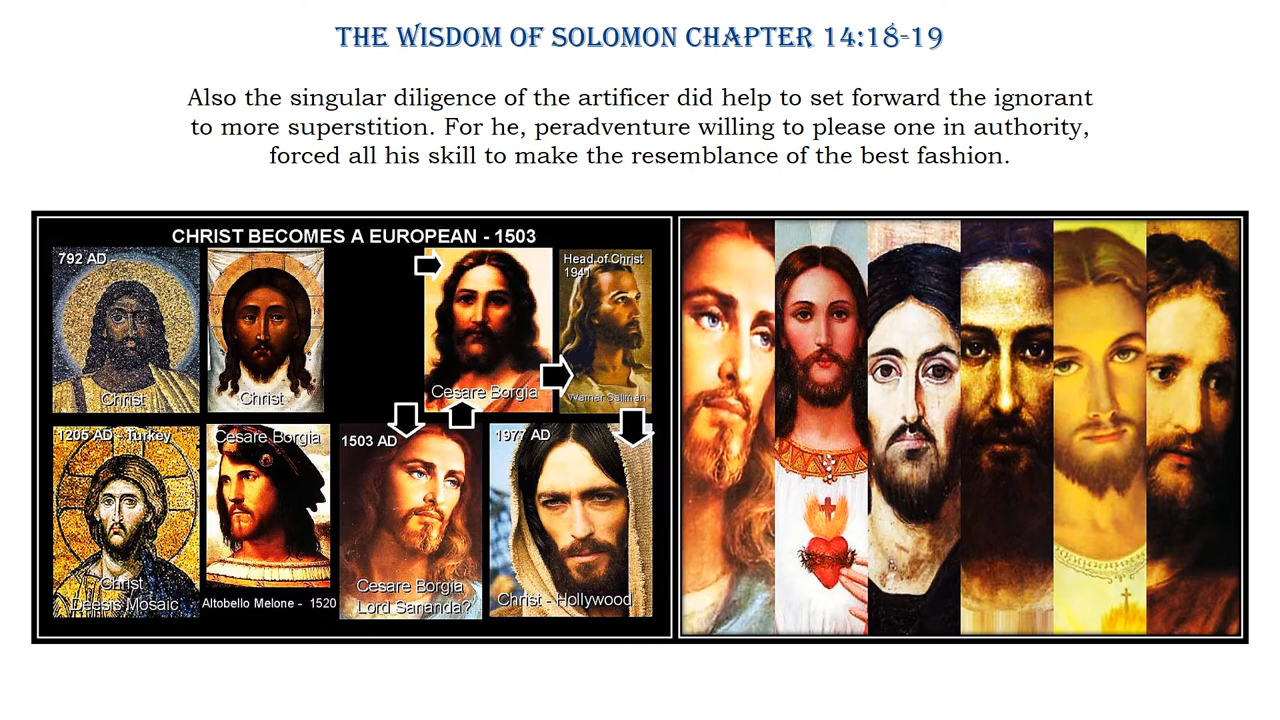 THE WISDOM OF SOLOMON CHAPTER 14:18-19
Also the singular diligence of the artificer did help to set forward the ignorant
to more superstition. For he, peradventure willing to please one in authority,
forced all his skill to make the resemblance of the best fashion.
CHRIST BECOMES A EUROPEAN - 1503
792 AD -
Christ
Christ
Cesare Borgia
Head of Christ
1941
Werner Sallman
1205 AD - Turkey
Christ
Deesis Mosaic
Cesare Borgia
Altobello Melone - 1520
1503 AD
Cesare Borgia
Lord Sananda?
1977 AD
Christ - Hollywood